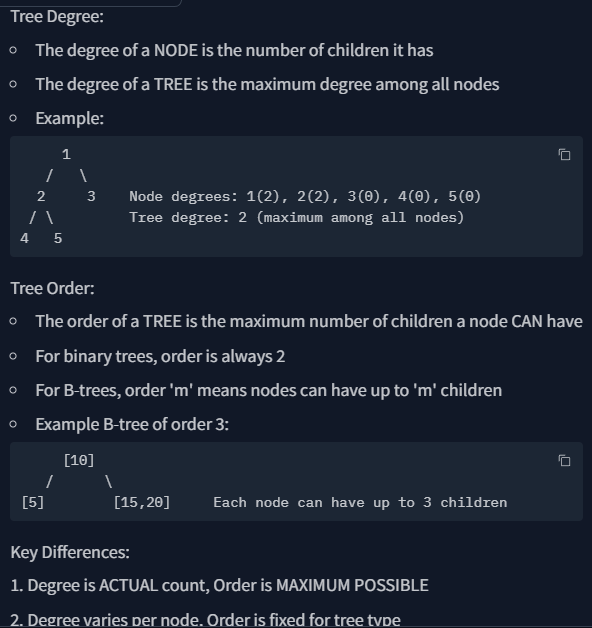 Tree Degree:
○ The degree of a NODE is the number of children it has
○ The degree of a TREE is the maximum degree among all nodes
○ Example:
1
/ \
2 3 Node degrees: 1(2), 2(2), 3(0), 4(0), 5(0)
/ \ Tree degree: 2 (maximum among all nodes)
4 5
Tree Order:
○ The order of a TREE is the maximum number of children a node CAN have
○ For binary trees, order is always 2
○ For B-trees, order 'm' means nodes can have up to 'm' children
○ Example B-tree of order 3:
[10]
/ \
[5] [15,20] Each node can have up to 3 children
Key Differences:
1. Degree is ACTUAL count, Order is MAXIMUM POSSIBLE
2. Degree varies per node, Order is fixed for tree type